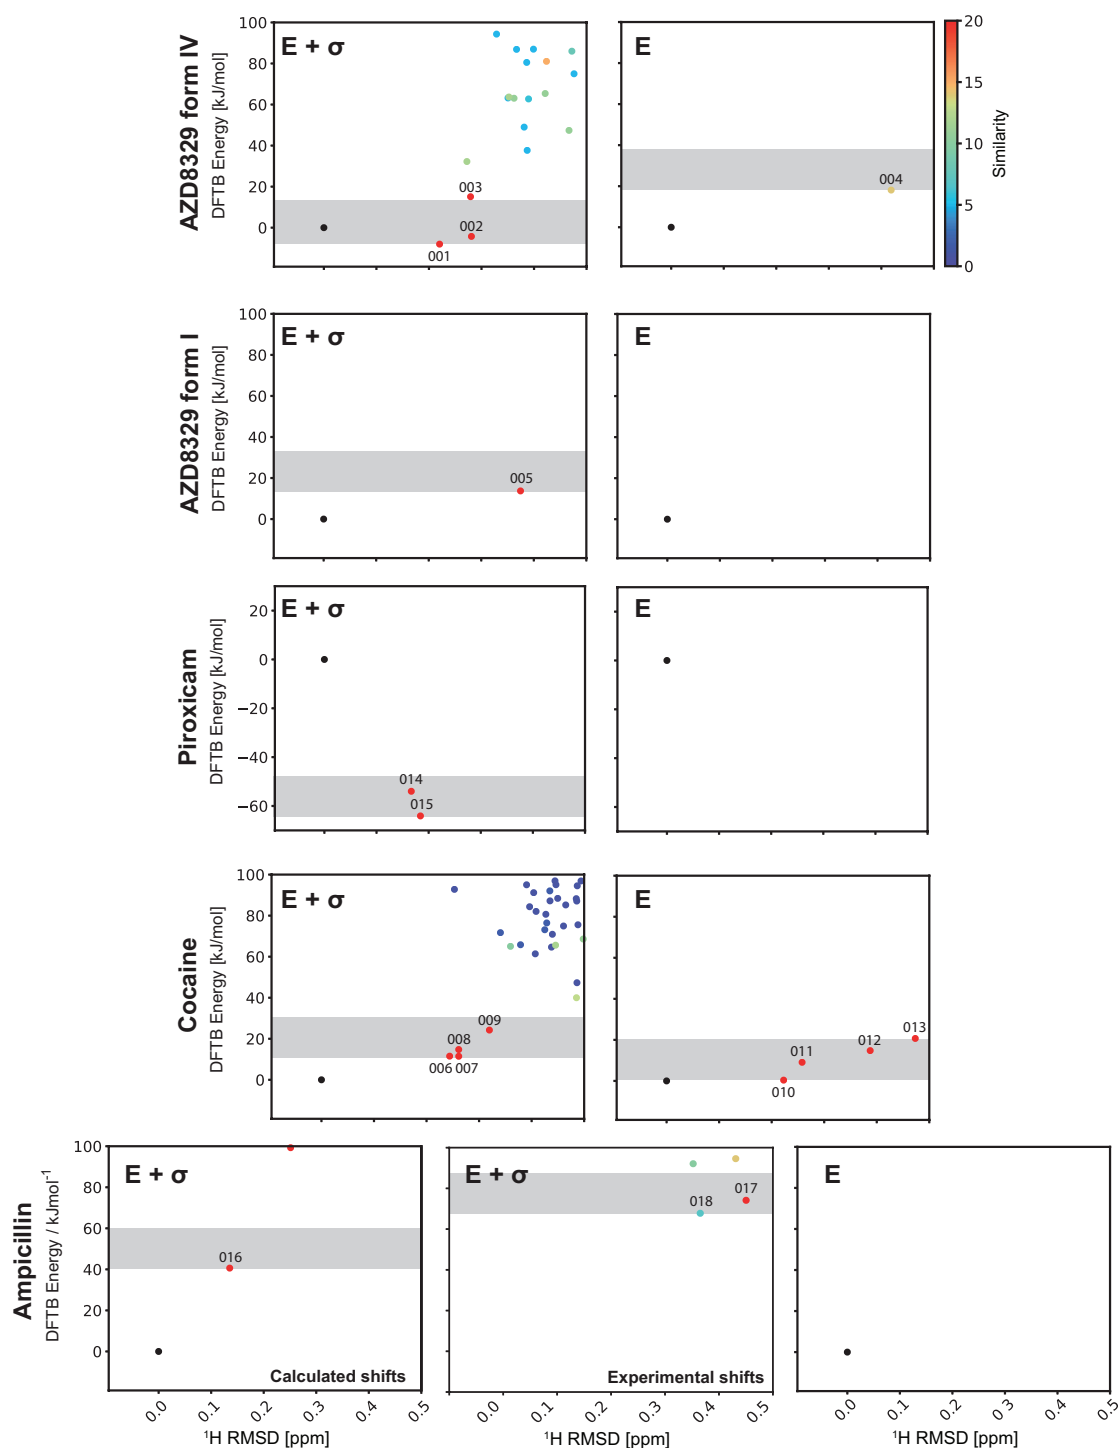 AZD8329 form IV
DFTB Energy [kJ/mol]
100
80
60
40
20
0
E + σ
003
002
001
E
004
20
15
10
5
0
Similarity
AZD8329 form I
DFTB Energy [kJ/mol]
100
80
60
40
20
0
E + σ
005
E
Piroxicam
DFTB Energy [kJ/mol]
20
0
−20
−40
−60
E + σ
014
015
E
Cocaine
DFTB Energy [kJ/mol]
100
80
60
40
20
0
E + σ
009
008
006 007
E
013
012
011
010
Ampicillin
DFTB Energy / kJmol⁻¹
100
80
60
40
20
0
E + σ
016
Calculated shifts
E + σ
017
018
Experimental shifts
E
0.0 0.1 0.2 0.3 0.4 0.5
0.0 0.1 0.2 0.3 0.4 0.5
0.0 0.1 0.2 0.3 0.4 0.5
¹H RMSD [ppm]
¹H RMSD [ppm]
¹H RMSD [ppm]